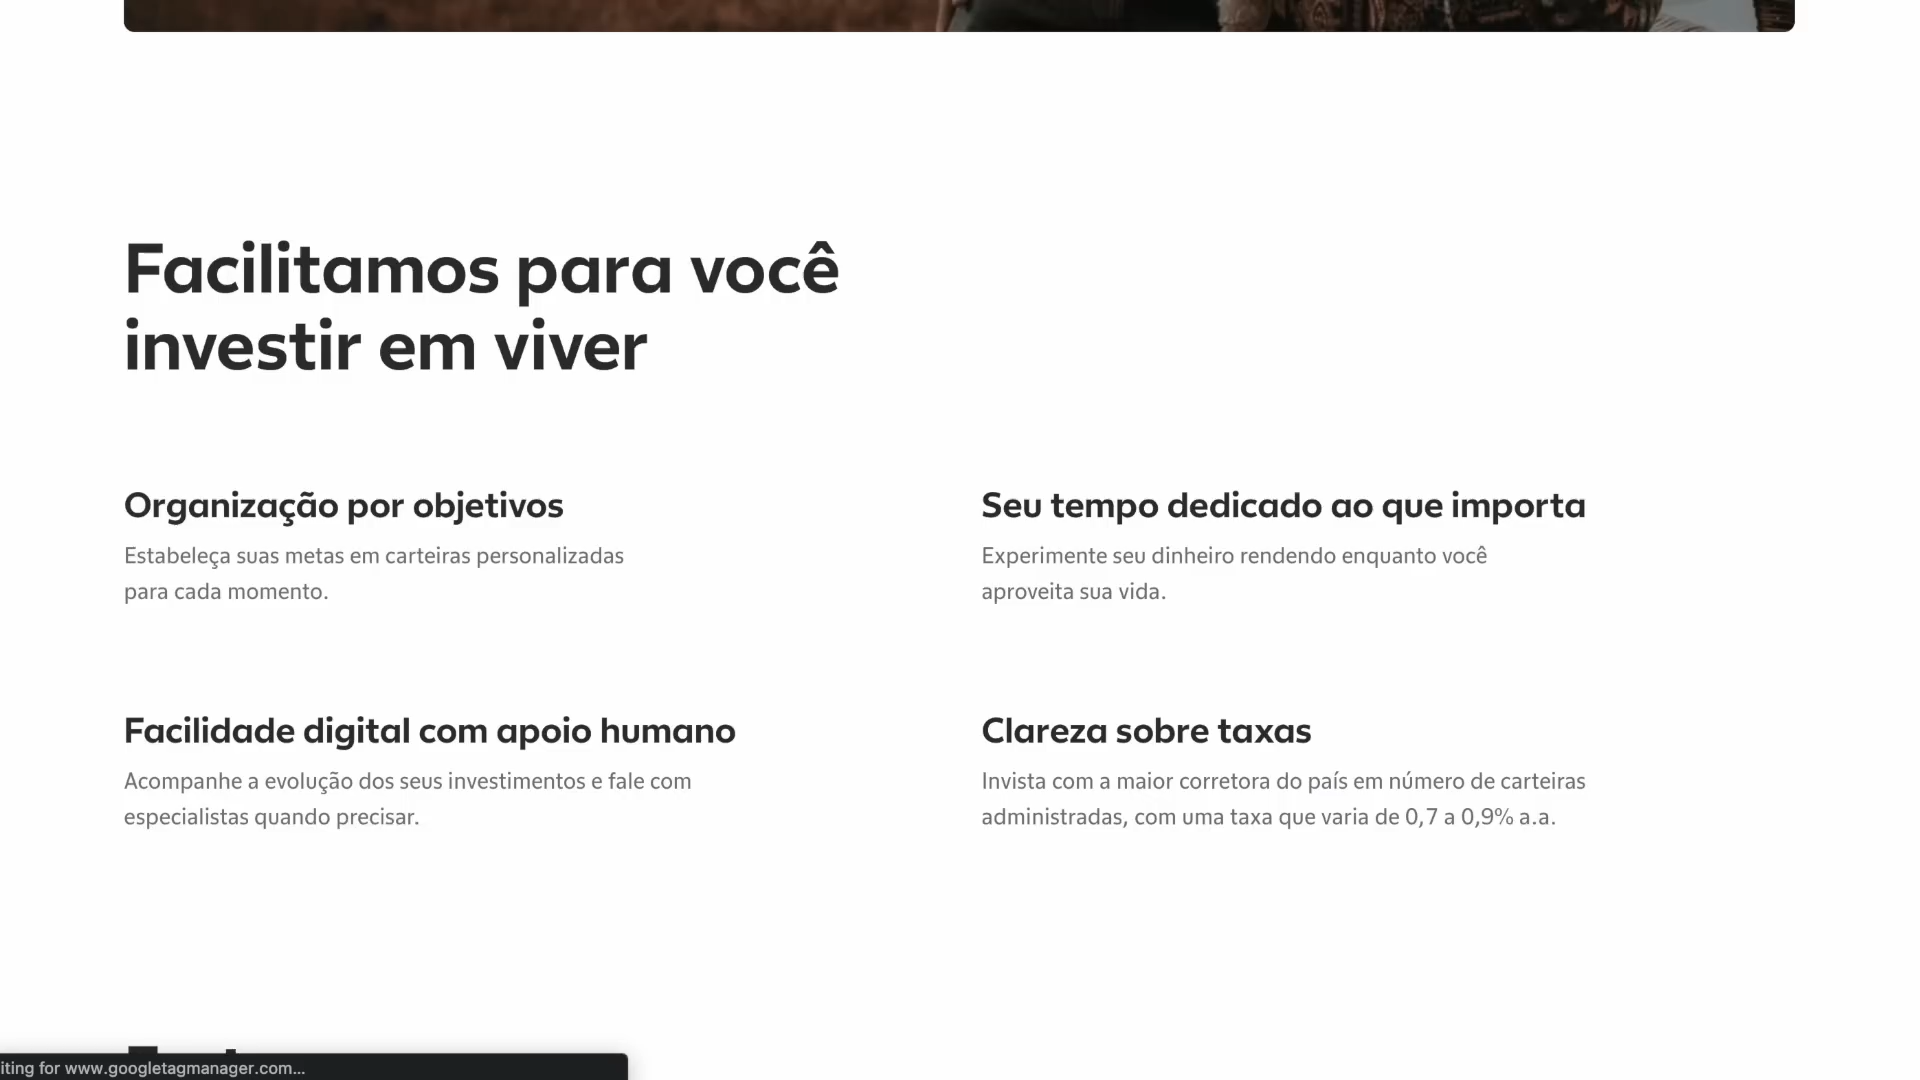 Facilitamos para você
investir em viver
Organização por objetivos
Estabeleça suas metas em carteiras personalizadas
para cada momento.
Seu tempo dedicado ao que importa
Experimente seu dinheiro rendendo enquanto você
aproveita sua vida.
Facilidade digital com apoio humano
Acompanhe a evolução dos seus investimentos e fale com
especialistas quando precisar.
Clareza sobre taxas
Invista com a maior corretora do país em número de carteiras
administradas, com uma taxa que varia de 0,7 a 0,9% a.a.
iting for www.googletagmanager.com...